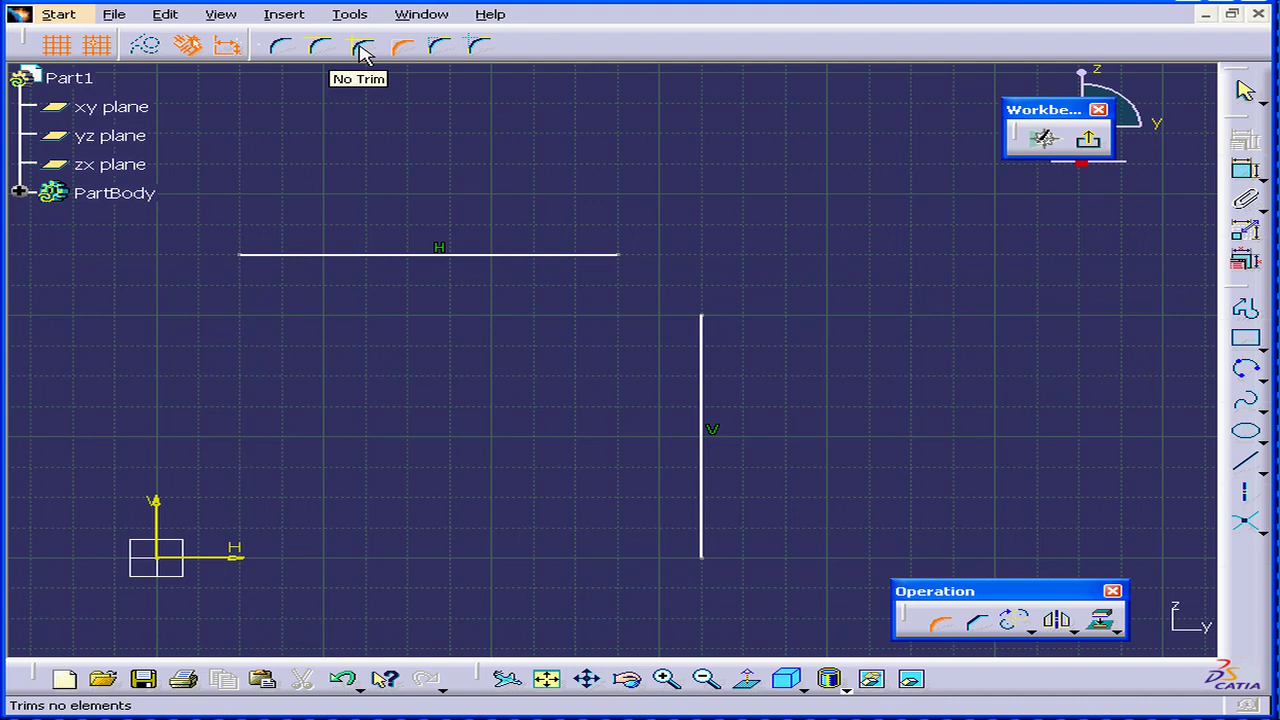 Start File Edit View Insert Tools Window Help
No Trim
Part1
xy plane
yz plane
zx plane
PartBody
z
y
Workbe...
H
V
V
H
Operation
z
y
CATIA
Trims no elements